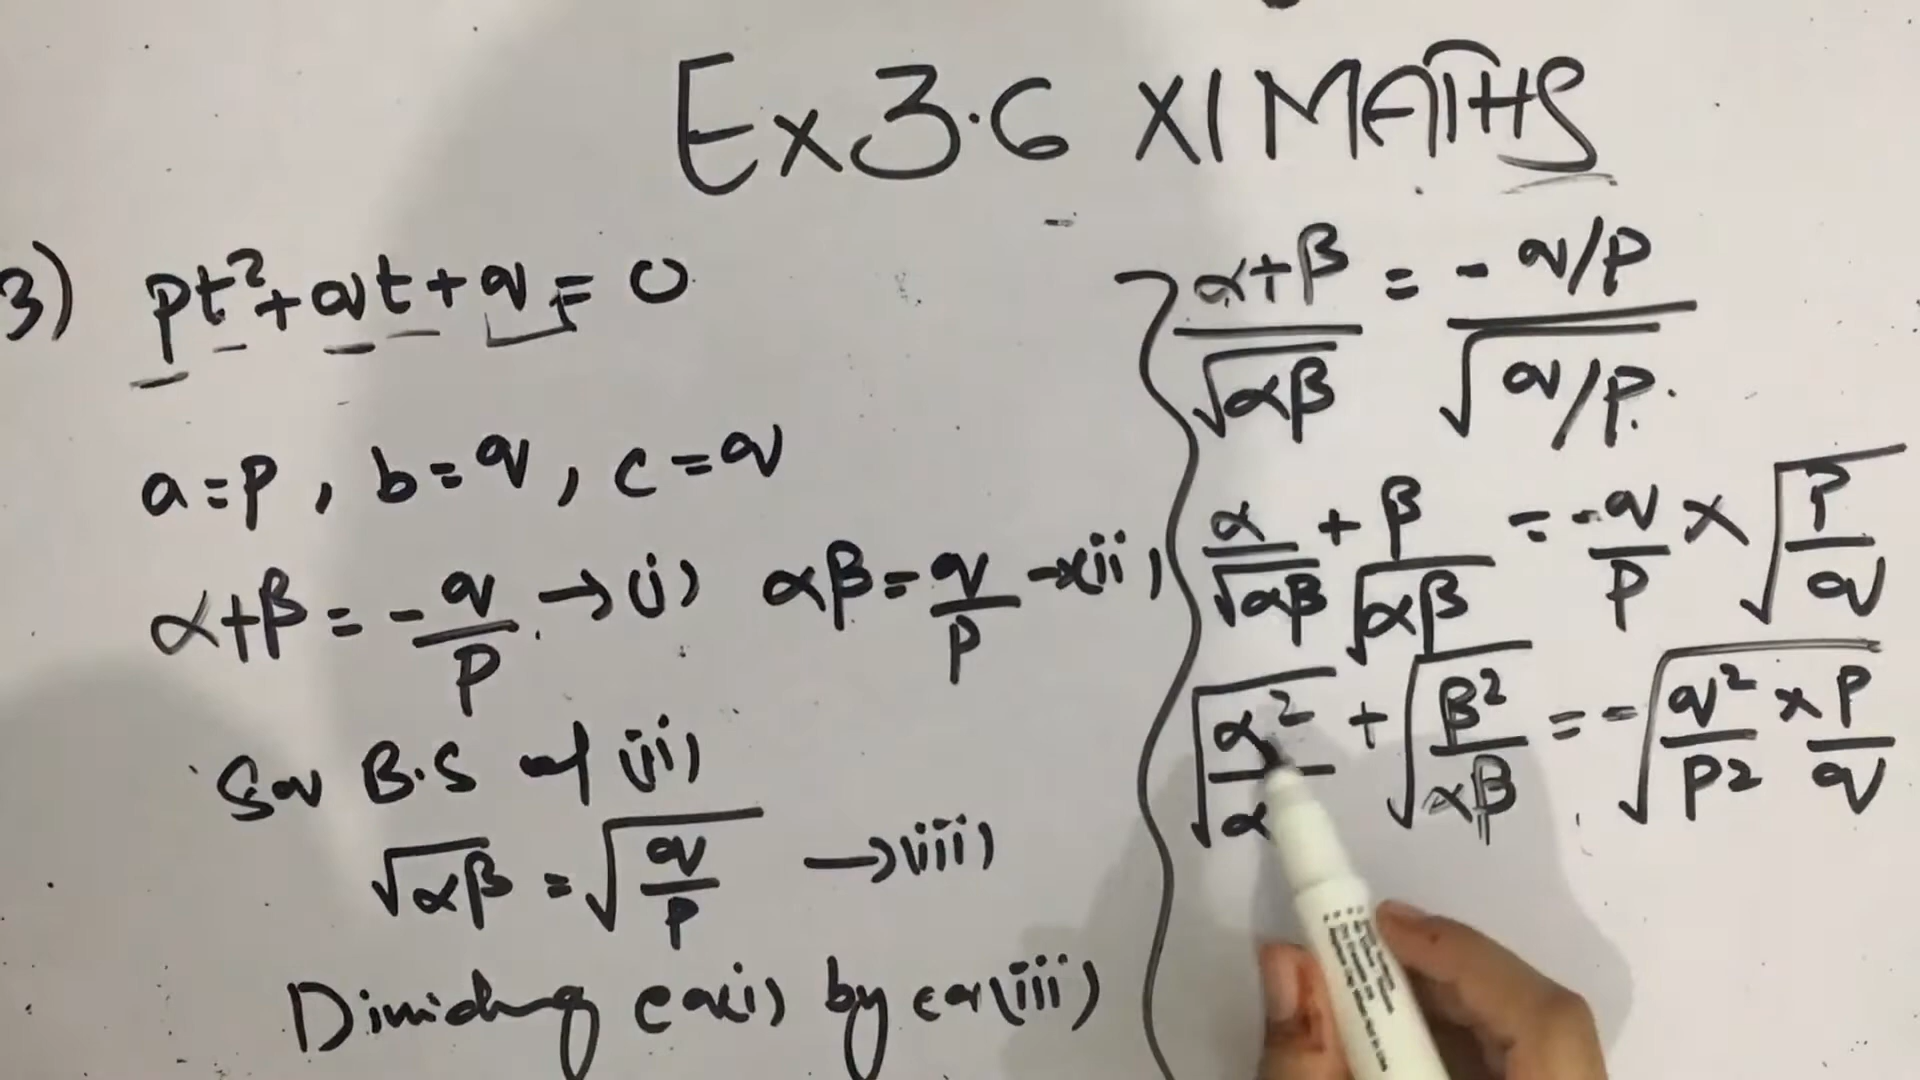 Ex 3.6 XI MATHS
3) pt² + qt + q = 0
a = p, b = q, c = q
α+β = -q/p → (i) αβ = q/p → (ii)
Sq B.S of (ii)
√αβ = √(q/p) → (iii)
Dividing eq(i) by eq(iii)
α+β/√αβ = -q/p / √q/p.
α/√αβ + β/√αβ = -q/p × √(p/q)
√(α²/α + √(β²/αβ) = -√(q²/p² × p/q)